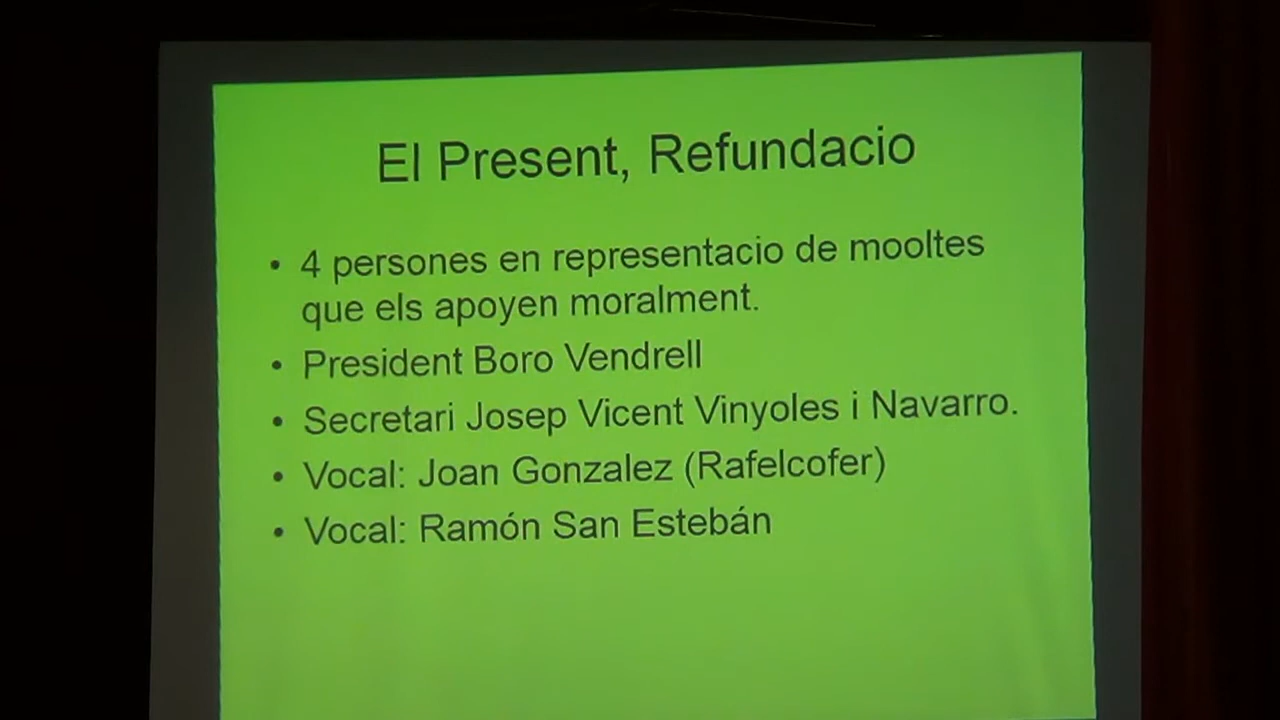 El Present, Refundacio
• 4 persones en representacio de mooltes
que els apoyen moralment.
• President Boro Vendrell
• Secretari Josep Vicent Vinyoles i Navarro.
• Vocal: Joan Gonzalez (Rafelcofer)
• Vocal: Ramón San Estebán